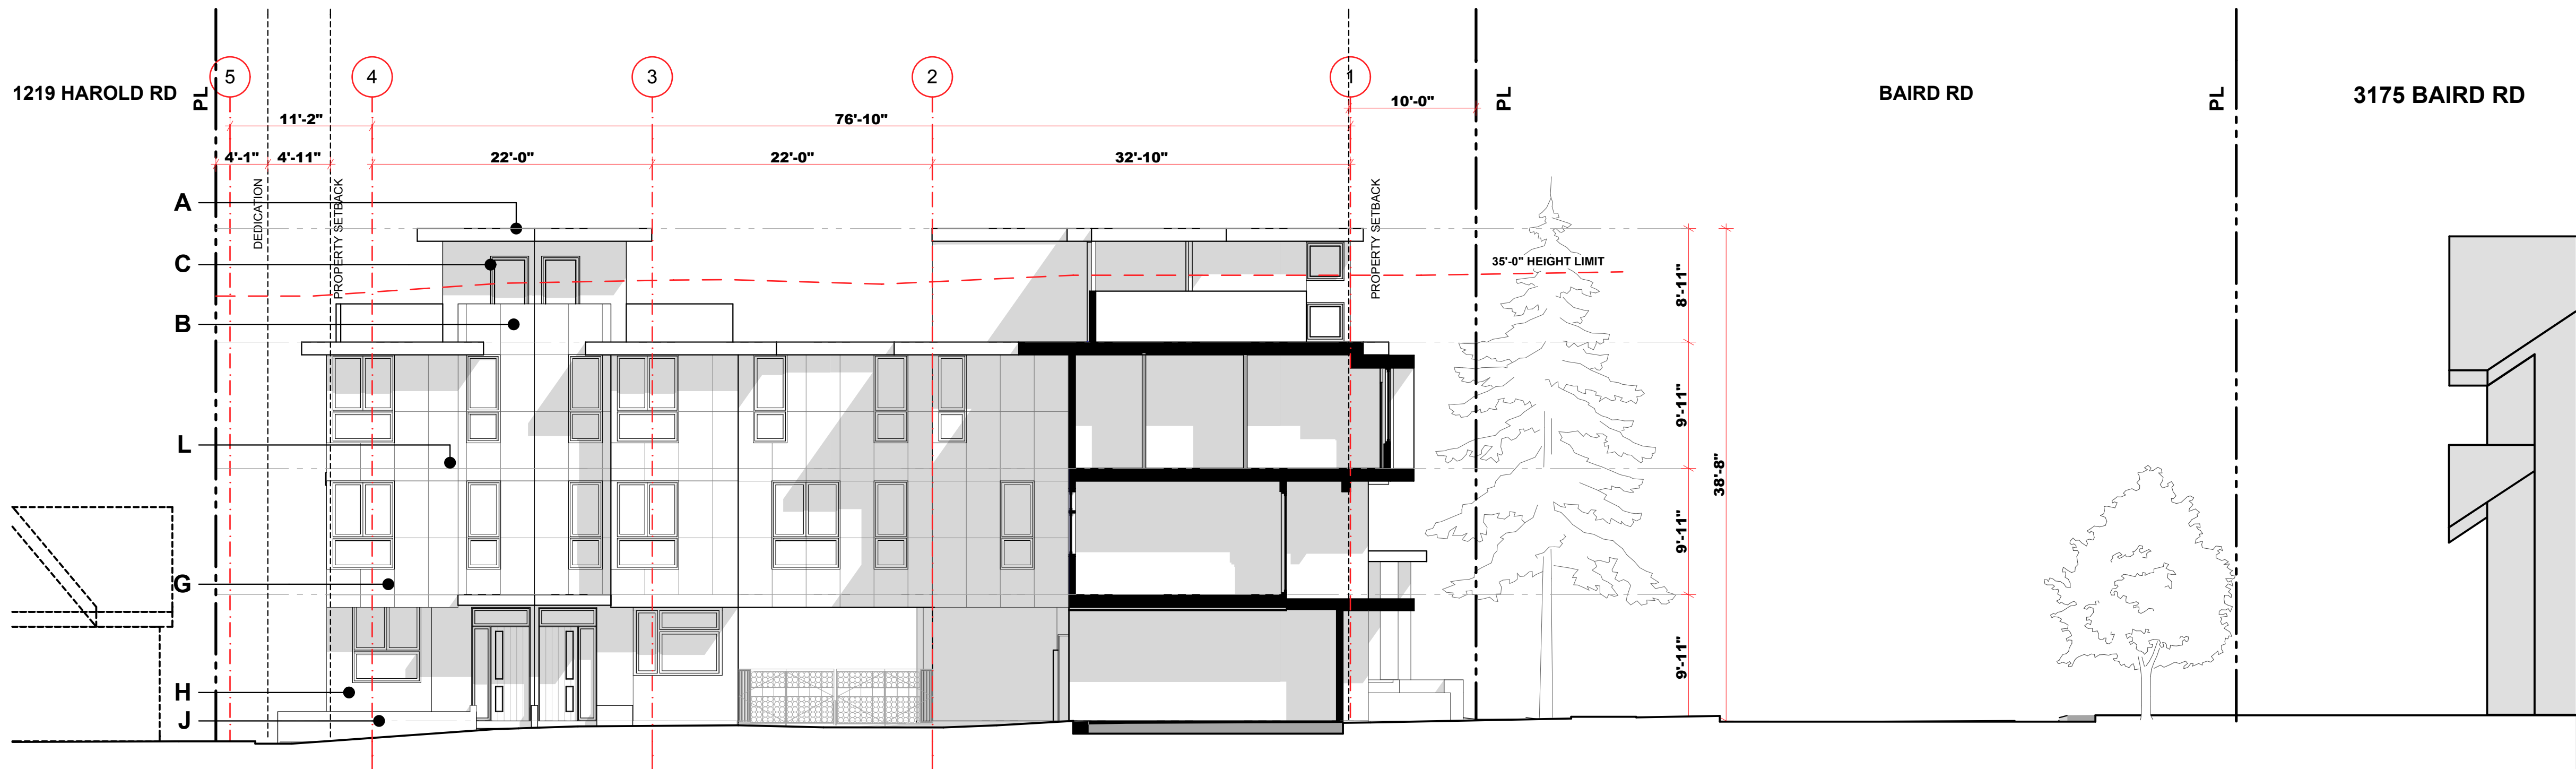 5
4
3
2
1
1219 HAROLD RD
PL
10'-0"
PL
BAIRD RD
PL
3175 BAIRD RD
11'-2"
76'-10"
4'-1"
4'-11"
22'-0"
22'-0"
32'-10"
DEDICATION
PROPERTY SETBACK
PROPERTY SETBACK
A
C
B
L
G
H
J
35'-0" HEIGHT LIMIT
8'-11"
9'-11"
9'-11"
9'-11"
38'-8"